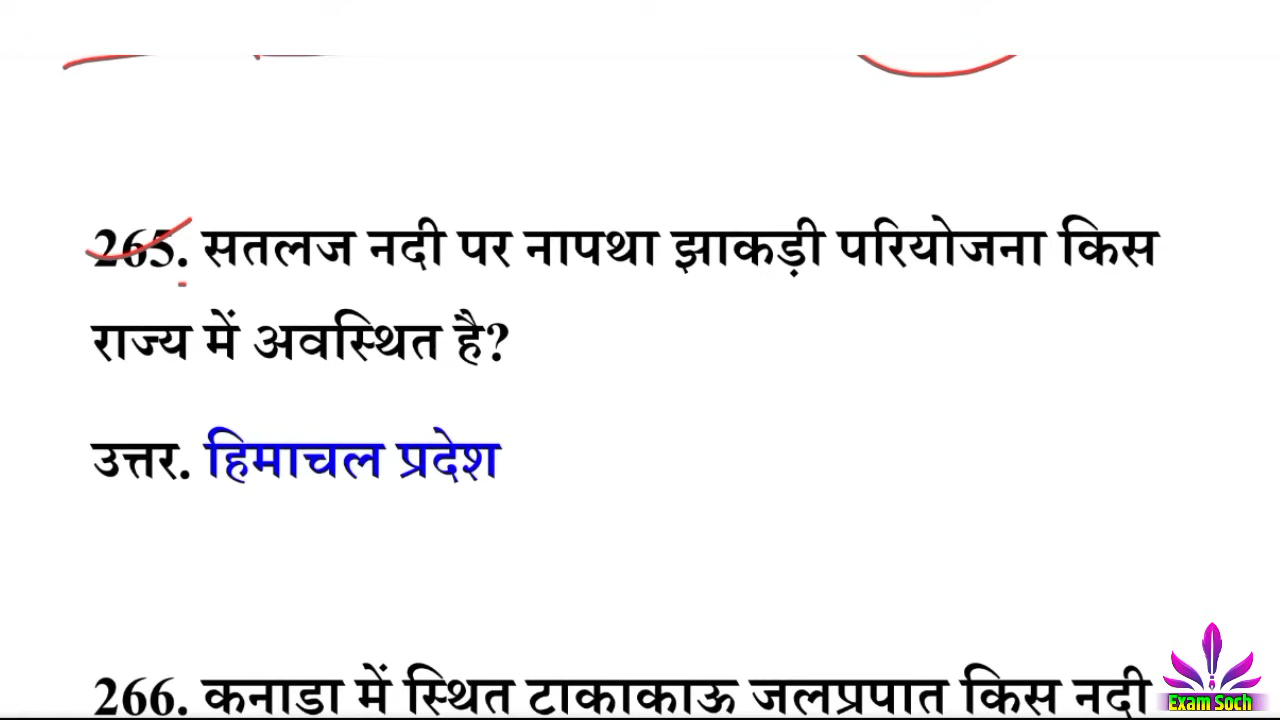 265. सतलज नदी पर नापथा झाकड़ी परियोजना किस
राज्य में अवस्थित है?
उत्तर. हिमाचल प्रदेश
266. कनाडा में स्थित टाकाकाऊ जलप्रपात किस नदी
Exam Soch